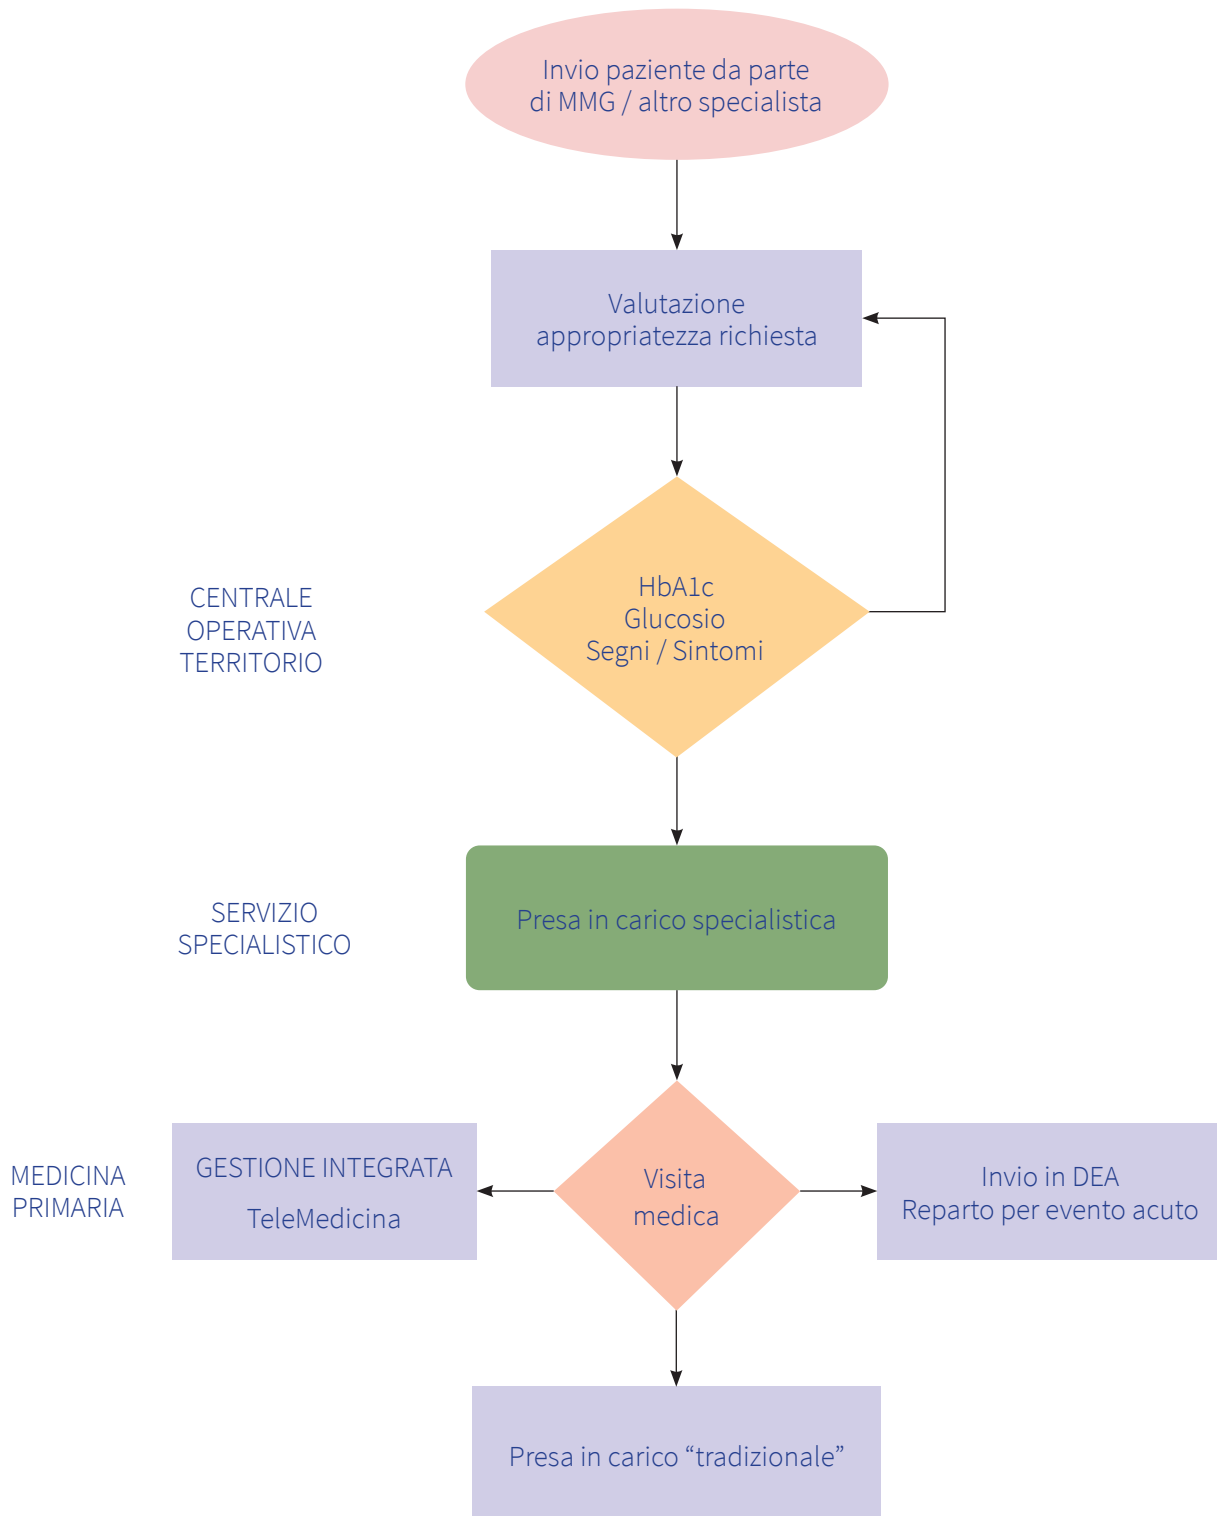 Invio paziente da parte
di MMG / altro specialista
Valutazione
appropriatezza richiesta
CENTRALE
OPERATIVA
TERRITORIO
HbA1c
Glucosio
Segni / Sintomi
SERVIZIO
SPECIALISTICO
Presa in carico specialistica
MEDICINA
PRIMARIA
GESTIONE INTEGRATA
TeleMedicina
Visita
medica
Invio in DEA
Reparto per evento acuto
Presa in carico “tradizionale”